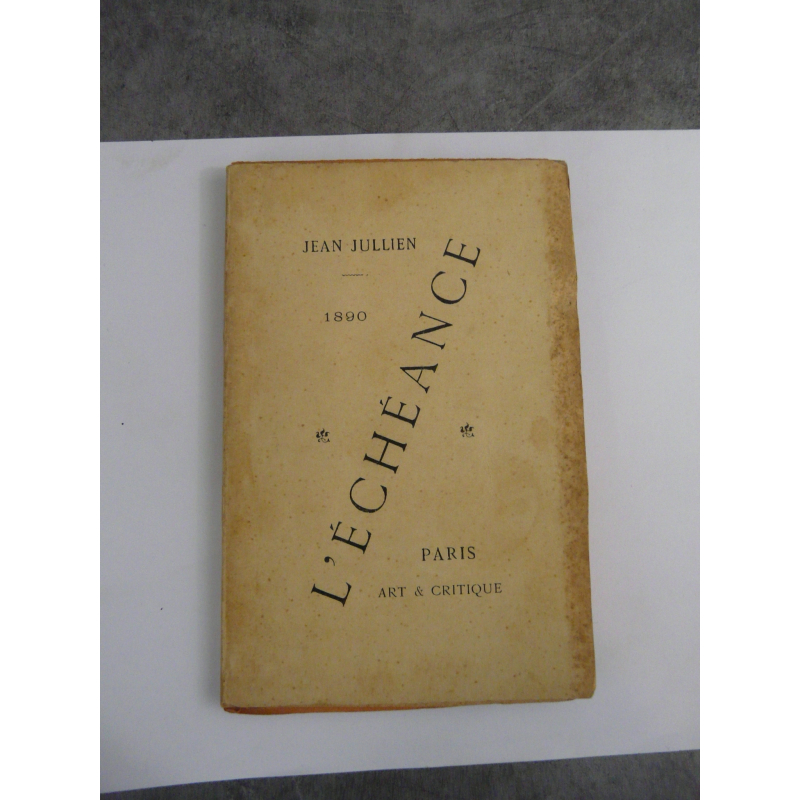 JEAN JULLIEN
1890
L'ÉCHÉANCE
PARIS
ART & CRITIQUE